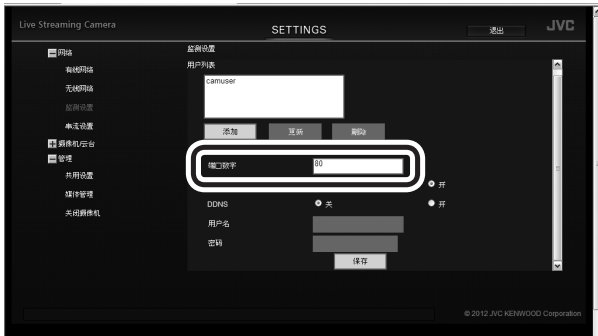 Live Streaming Camera
SETTINGS
退出
JVC
网络
有线网络
无线网络
监测设置
串流设置
摄像机/云台
管理
共用设置
媒体管理
关闭摄像机
监测设置
用户列表
camuser
添加 更新 删除
端口数字 80
开
DDNS 关 开
用户名
密码
保存
© 2012 JVC KENWOOD Corporation